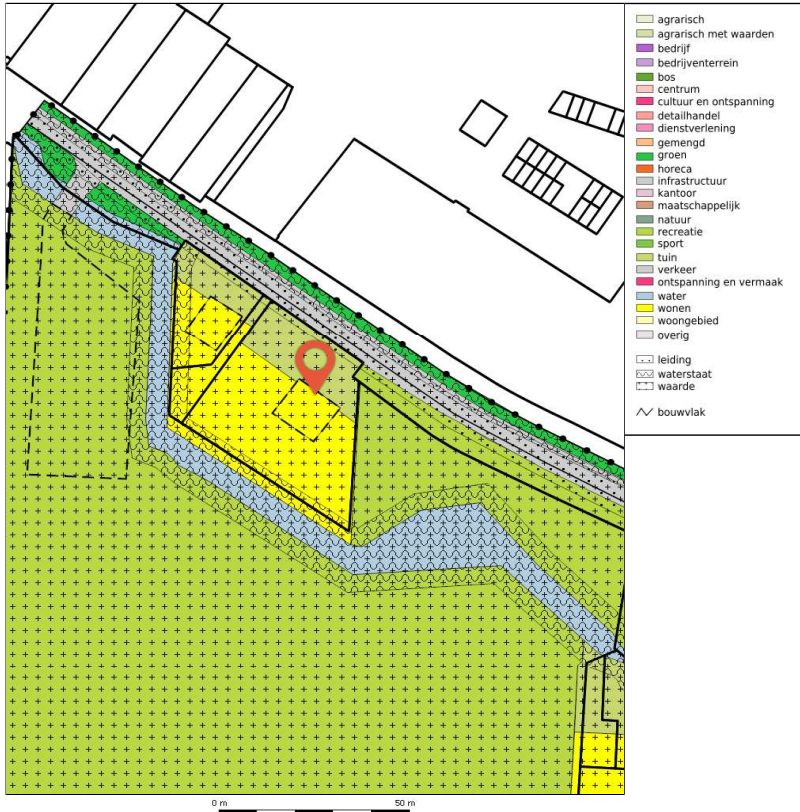 agrarisch
agrarisch met waarden
bedrijf
bedrijventerrein
bos
centrum
cultuur en ontspanning
detailhandel
dienstverlening
gemengd
groen
horeca
infrastructuur
kantoor
maatschappelijk
natuur
recreatie
sport
tuin
verkeer
ontspanning en vermaak
water
wonen
woongebied
overig
leiding
waterstaat
waarde
bouwvlak
0 m 50 m